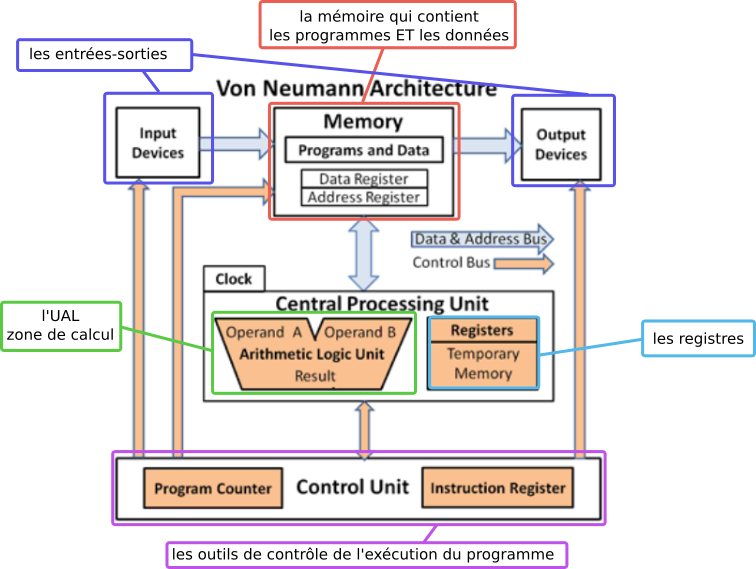 la mémoire qui contient
les programmes ET les données
les entrées-sorties
Von Neumann Architecture
Input
Devices
Memory
Programs and Data
Data Register
Address Register
Output
Devices
Data & Address Bus
Control Bus
Clock
Central Processing Unit
l'UAL
zone de calcul
Operand A
Operand B
Arithmetic Logic Unit
Result
Registers
Temporary
Memory
les registres
Program Counter
Control Unit
Instruction Register
les outils de contrôle de l'exécution du programme